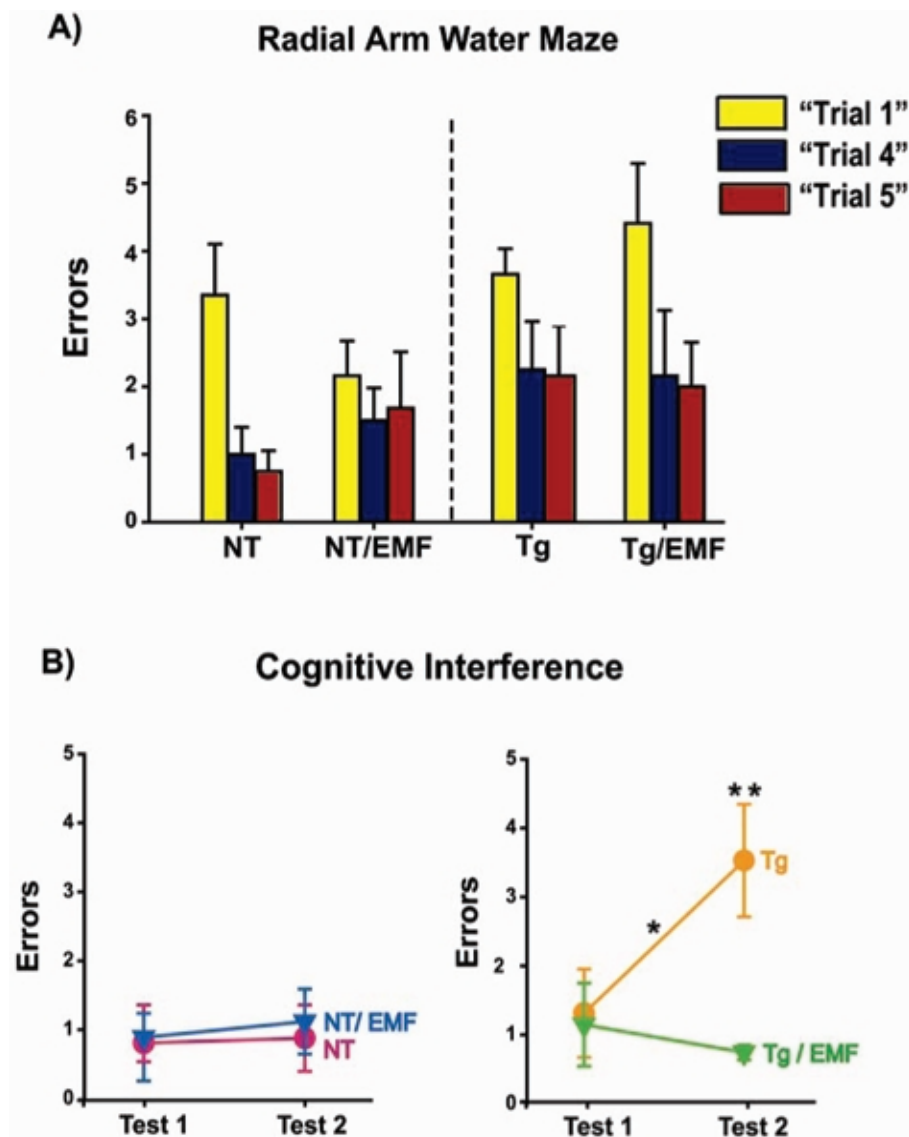 A)
Radial Arm Water Maze
"Trial 1"
"Trial 4"
"Trial 5"
Errors
6
5
4
3
2
1
0
NT
NT/EMF
Tg
Tg/EMF
B)
Cognitive Interference
Errors
5
4
3
2
1
0
NT/ EMF
NT
Test 1
Test 2
Errors
5
4
3
2
1
0
**
Tg
*
Tg / EMF
Test 1
Test 2